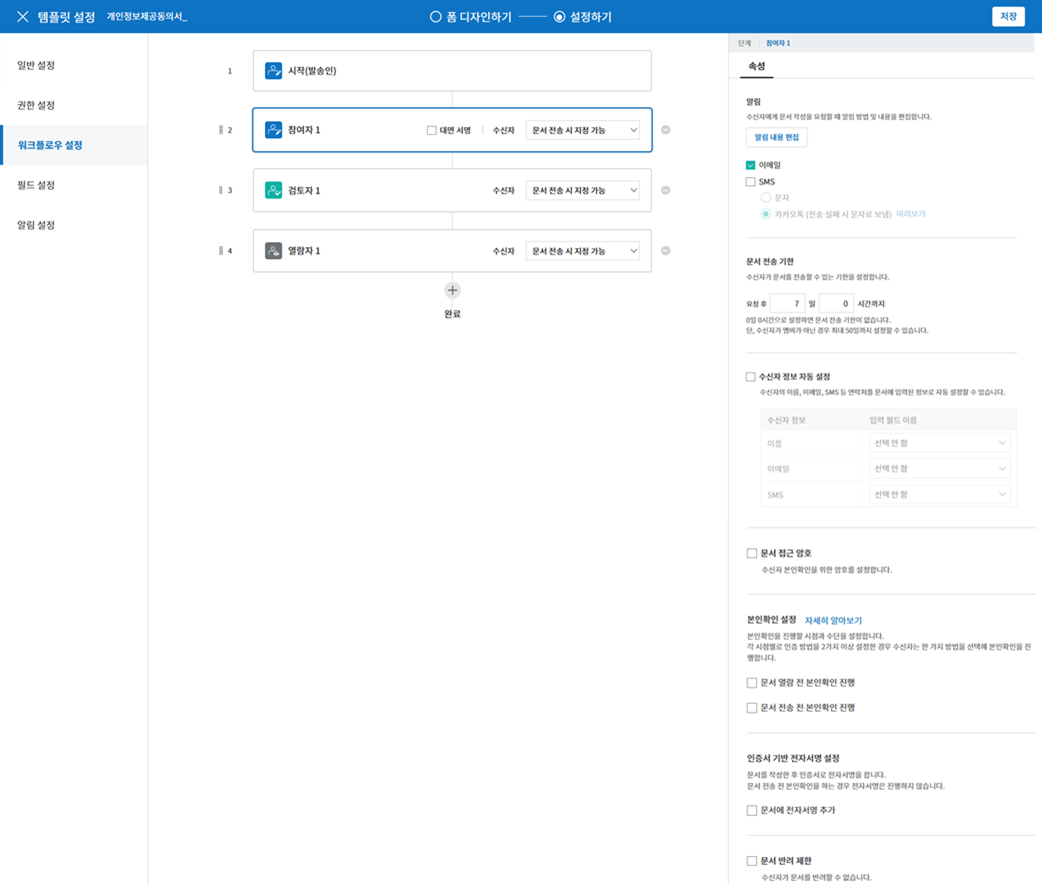 템플릿 설정 개인정보제공동의서_
폼 디자인하기 설정하기
저장
일반 설정
권한 설정
워크플로우 설정
필드 설정
알림 설정
1 시작(발송인)
2 참여자 1 대면 서명 수신자 문서 전송 시 지정 가능
3 검토자 1 수신자 문서 전송 시 지정 가능
4 열람자 1 수신자 문서 전송 시 지정 가능
완료
단계 참여자 1
속성
알림
수신자에게 문서 작성을 요청할 때 알림 방법 및 내용을 편집합니다.
알림 내용 편집
이메일
SMS
문자
카카오톡 (전송 실패 시 문자로 보냄) 미리보기
문서 전송 기한
수신자가 문서를 전송할 수 있는 기한을 설정합니다.
요청 후 7 일 0 시간까지
0일 0시간으로 설정하면 문서 전송 기한이 없습니다.
단, 수신자가 멤버가 아닌 경우 최대 50일까지 설정할 수 있습니다.
수신자 정보 자동 설정
수신자의 이름, 이메일, SMS 등 연락처를 문서에 입력된 정보로 자동 설정할 수 있습니다.
수신자 정보 입력 필드 이름
이름 선택 안 함
이메일 선택 안 함
SMS 선택 안 함
문서 접근 암호
수신자 본인확인을 위한 암호를 설정합니다.
본인확인 설정 자세히 알아보기
본인확인을 진행할 시점과 수단을 설정합니다.
각 시점별로 인증 방법을 2가지 이상 설정한 경우 수신자는 한 가지 방법을 선택해 본인확인을 진
행합니다.
문서 열람 전 본인확인 진행
문서 전송 전 본인확인 진행
인증서 기반 전자서명 설정
문서를 작성한 후 인증서로 전자서명을 합니다.
문서 전송 전 본인확인을 하는 경우 전자서명은 진행하지 않습니다.
문서에 전자서명 추가
문서 반려 제한
수신자가 문서를 반려할 수 없습니다.